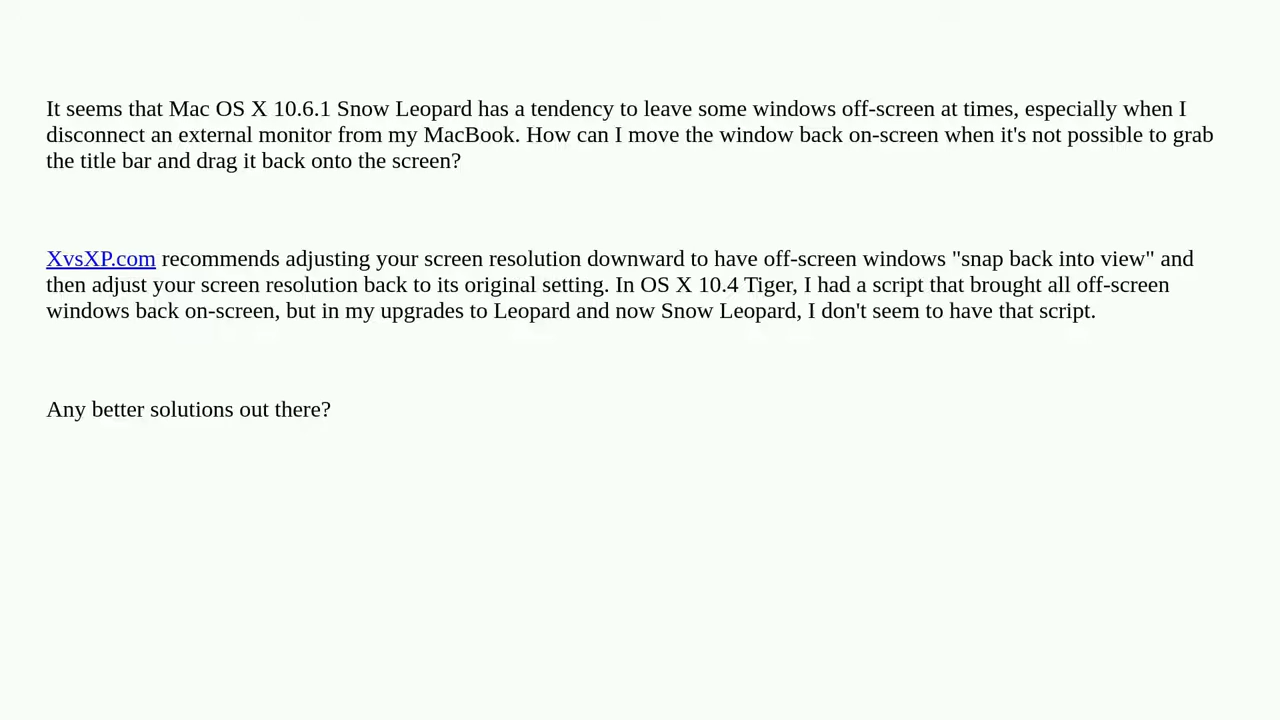 It seems that Mac OS X 10.6.1 Snow Leopard has a tendency to leave some windows off-screen at times, especially when I
disconnect an external monitor from my MacBook. How can I move the window back on-screen when it's not possible to grab
the title bar and drag it back onto the screen?
XvsXP.com recommends adjusting your screen resolution downward to have off-screen windows "snap back into view" and
then adjust your screen resolution back to its original setting. In OS X 10.4 Tiger, I had a script that brought all off-screen
windows back on-screen, but in my upgrades to Leopard and now Snow Leopard, I don't seem to have that script.
Any better solutions out there?